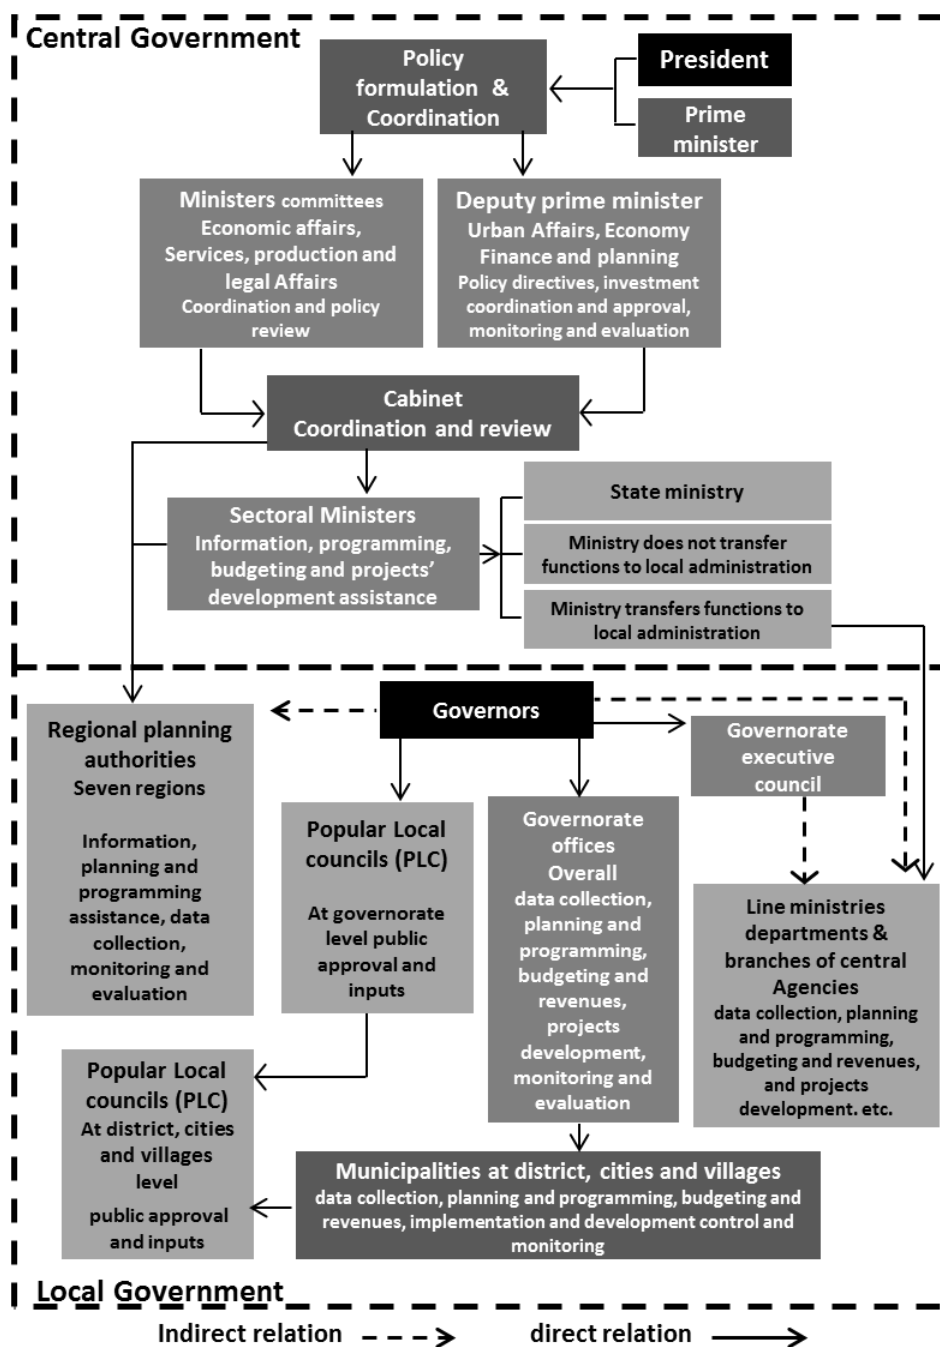 Central Government
Policy
formulation &
Coordination
President
Prime
minister
Ministers committees
Economic affairs,
Services, production and
legal Affairs
Coordination and policy
review
Deputy prime minister
Urban Affairs, Economy
Finance and planning
Policy directives, investment
coordination and approval,
monitoring and evaluation
Cabinet
Coordination and review
Sectoral Ministers
Information, programming,
budgeting and projects’
development assistance
State ministry
Ministry does not transfer
functions to local administration
Ministry transfers functions to
local administration
Governors
Regional planning
authorities
Seven regions
Information,
planning and
programming
assistance, data
collection,
monitoring and
evaluation
Popular Local
councils (PLC)
At governorate
level public
approval and
inputs
Governorate
offices
Overall
data collection,
planning and
programming,
budgeting and
revenues,
projects
development,
monitoring and
evaluation
Governorate
executive
council
Line ministries
departments &
branches of central
Agencies
data collection, planning
and programming,
budgeting and revenues,
and projects
development. etc.
Popular Local
councils (PLC)
At district, cities
and villages
level
public approval
and inputs
Municipalities at district, cities and villages
data collection, planning and programming, budgeting and
revenues, implementation and development control and
monitoring
Local Government
Indirect relation
direct relation